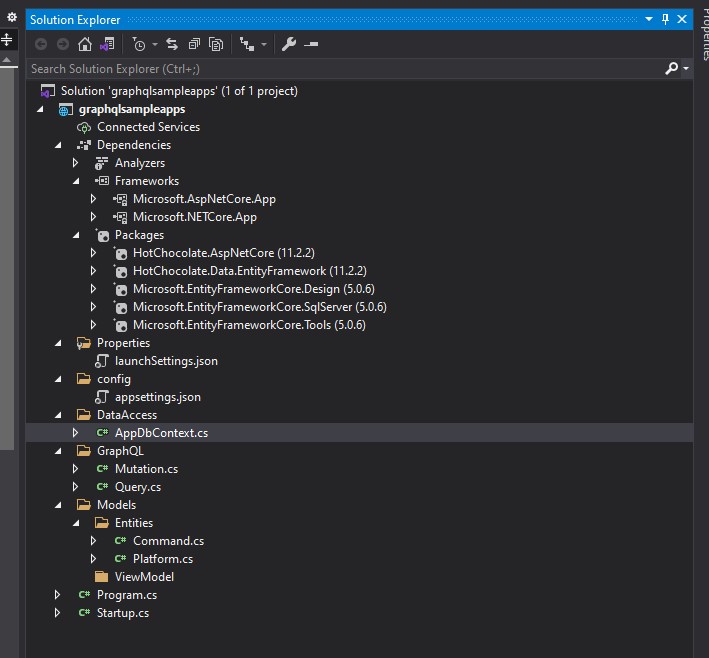 Solution Explorer
Search Solution Explorer (Ctrl+;)
Solution 'graphqlsampleapps' (1 of 1 project)
graphqlsampleapps
Connected Services
Dependencies
Analyzers
Frameworks
Microsoft.AspNetCore.App
Microsoft.NETCore.App
Packages
HotChocolate.AspNetCore (11.2.2)
HotChocolate.Data.EntityFramework (11.2.2)
Microsoft.EntityFrameworkCore.Design (5.0.6)
Microsoft.EntityFrameworkCore.SqlServer (5.0.6)
Microsoft.EntityFrameworkCore.Tools (5.0.6)
Properties
launchSettings.json
config
appsettings.json
DataAccess
C# AppDbContext.cs
GraphQL
C# Mutation.cs
C# Query.cs
Models
Entities
C# Command.cs
C# Platform.cs
ViewModel
C# Program.cs
C# Startup.cs
Properties